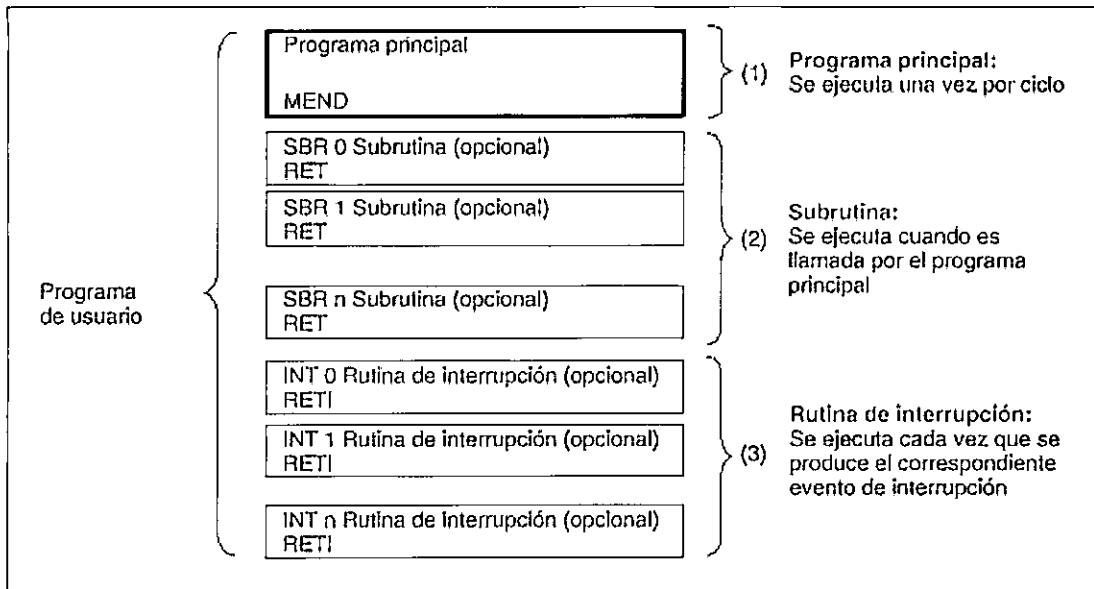 Programa principal
MEND
(1)
Programa principal:
Se ejecuta una vez por ciclo
SBR 0 Subrutina (opcional)
RET
SBR 1 Subrutina (opcional)
RET
SBR n Subrutina (opcional)
RET
(2)
Subrutina:
Se ejecuta cuando es
llamada por el programa
principal
Programa
de usuario
INT 0 Rutina de interrupción (opcional)
RETI
INT 1 Rutina de interrupción (opcional)
RETI
INT n Rutina de interrupción (opcional)
RETI
(3)
Rutina de interrupción:
Se ejecuta cada vez que se
produce el correspondiente
evento de interrupción